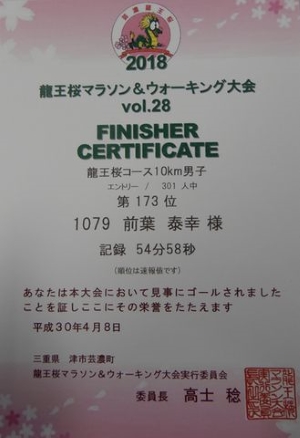 2018
龍王桜マラソン＆ウォーキング大会
vol.28
FINISHER
CERTIFICATE
龍王桜コース10km男子
エントリー / 301 人中
第 173 位
1079 前葉 泰幸 様
記録 54分58秒
(順位は速報値です)
あなたは本大会において見事にゴールされました
ことを証しここにその栄誉をたたえます
平成30年4月8日
三重県 津市芸濃町
龍王桜マラソン＆ウォーキング大会実行委員会
委員長 高士 稔